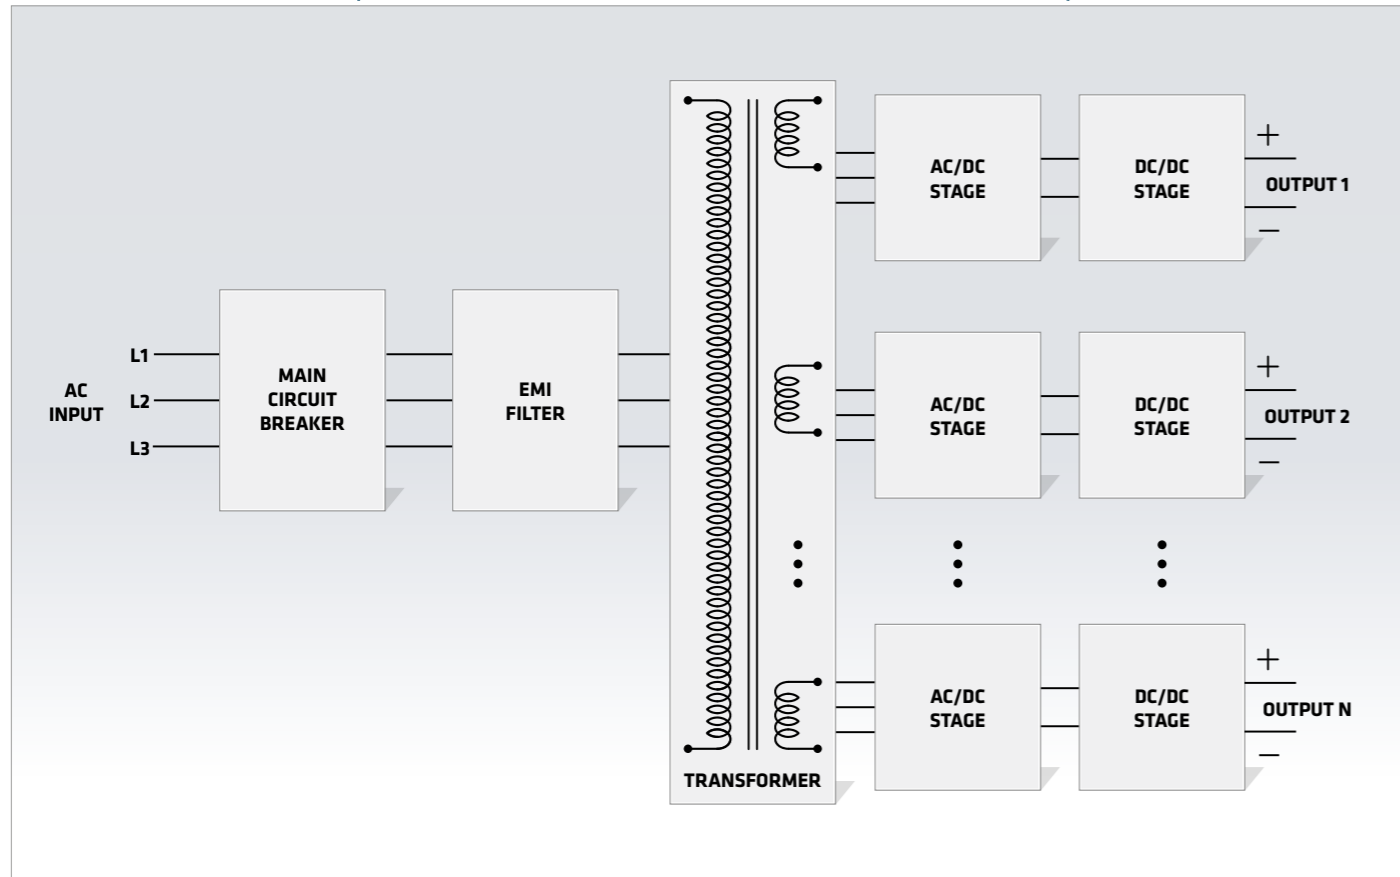 AC
INPUT
L1
L2
L3
MAIN
CIRCUIT
BREAKER
EMI
FILTER
TRANSFORMER
AC/DC
STAGE
DC/DC
STAGE
+
OUTPUT 1
−
AC/DC
STAGE
DC/DC
STAGE
+
OUTPUT 2
−
AC/DC
STAGE
DC/DC
STAGE
+
OUTPUT N
−